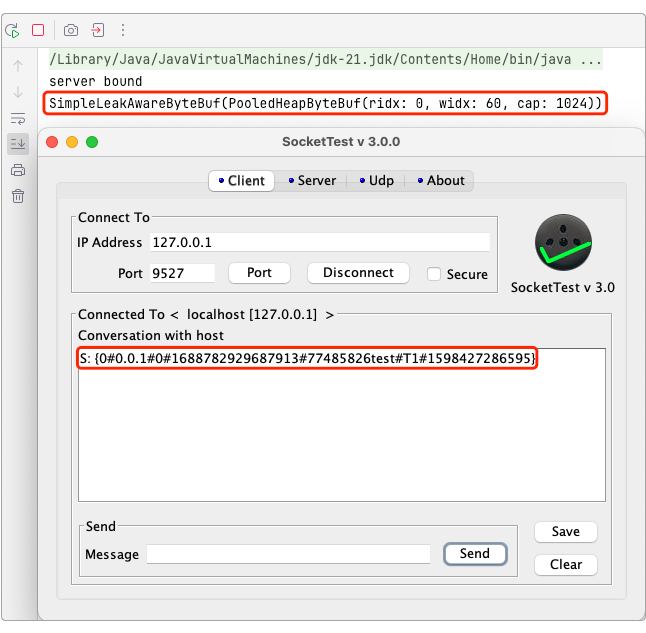 /Library/Java/JavaVirtualMachines/jdk-21.jdk/Contents/Home/bin/java ...
server bound
SimpleLeakAwareByteBuf(PooledHeapByteBuf(ridx: 0, widx: 60, cap: 1024))
SocketTest v 3.0.0
Client Server Udp About
Connect To
IP Address 127.0.0.1
Port 9527 Port Disconnect Secure
SocketTest v 3.0
Connected To < localhost [127.0.0.1] >
Conversation with host
S: {0#0.0.1#0#1688782929687913#77485826test#T1#1598427286595}
Send
Message Send
Save
Clear